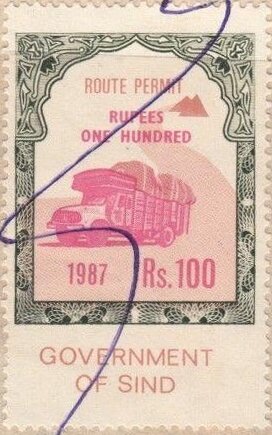 ROUTE PERMIT
RUPEES
ONE HUNDRED
1987 Rs. 100
GOVERNMENT
OF SIND